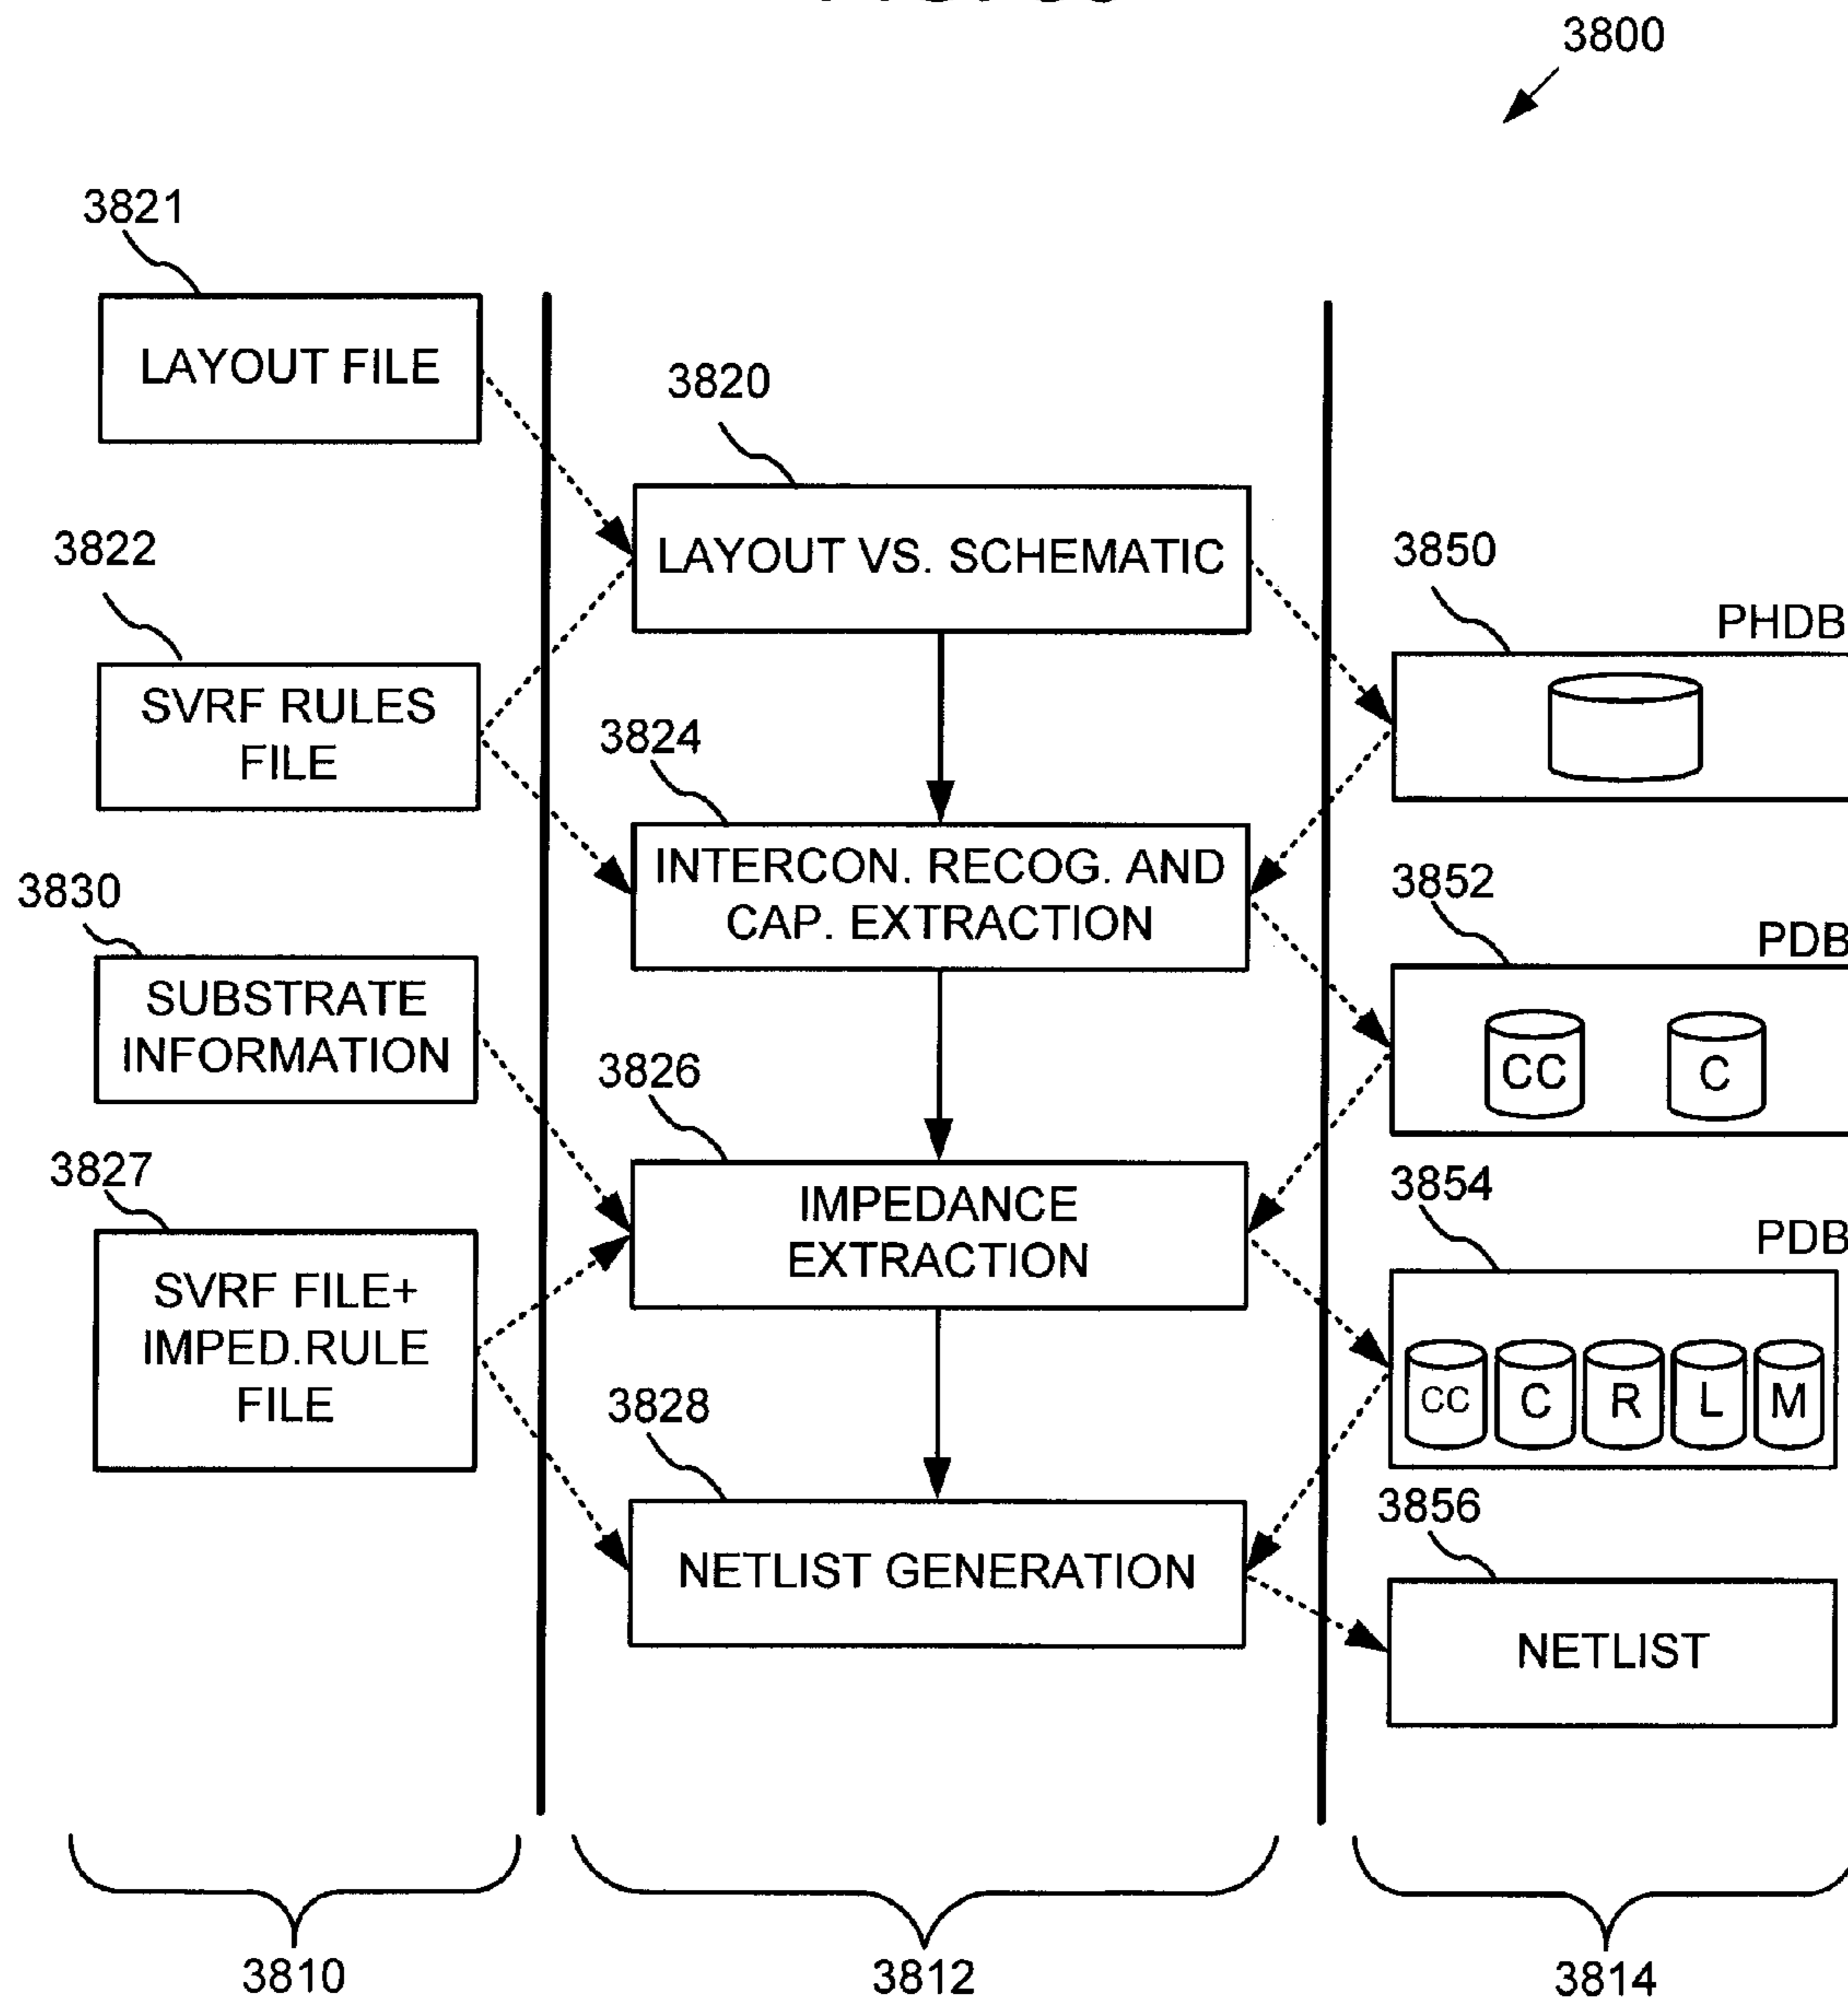 3800
3821
LAYOUT FILE
3820
LAYOUT VS. SCHEMATIC
3822
SVRF RULES
FILE
3850
PHDB
3824
INTERCON. RECOG. AND
CAP. EXTRACTION
3830
SUBSTRATE
INFORMATION
3852
PDB
CC
C
3826
IMPEDANCE
EXTRACTION
3827
SVRF FILE+
IMPED.RULE
FILE
3854
PDB
CC
C
R
L
M
3828
NETLIST GENERATION
3856
NETLIST
3810
3812
3814